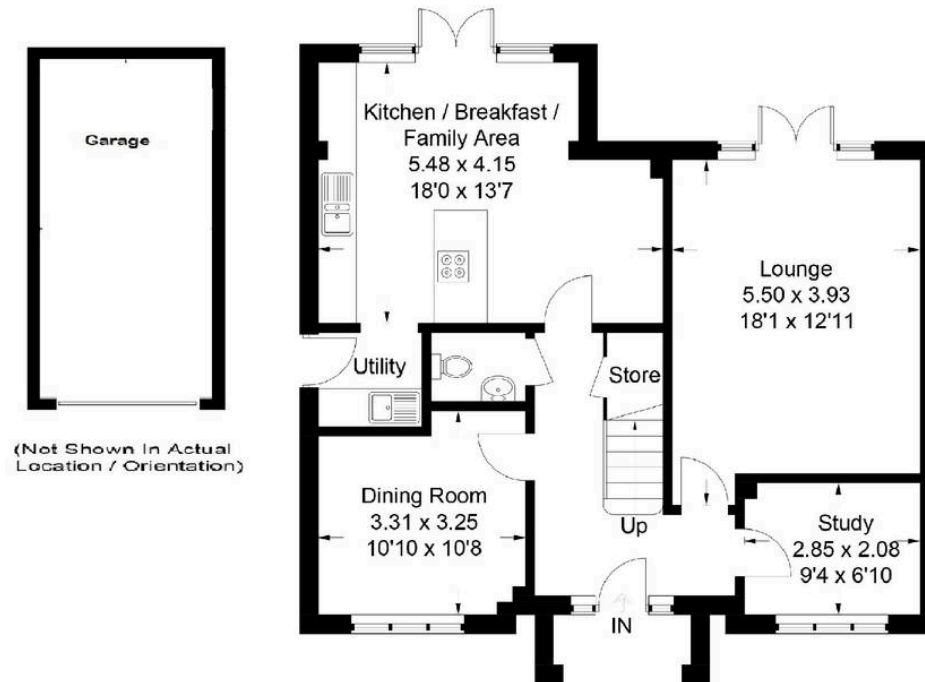 Garage
(Not Shown In Actual
Location / Orientation)
Kitchen / Breakfast /
Family Area
5.48 x 4.15
18'0 x 13'7
Lounge
5.50 x 3.93
18'1 x 12'11
Utility
Store
Dining Room
3.31 x 3.25
10'10 x 10'8
Up
Study
2.85 x 2.08
9'4 x 6'10
IN